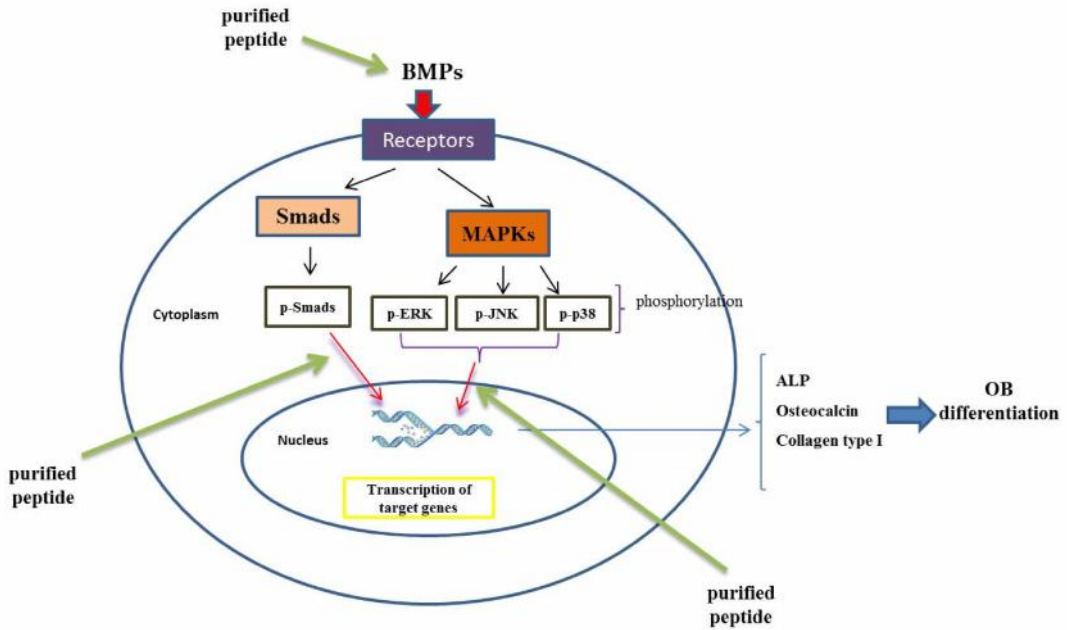 purified
peptide
BMPs
Receptors
Smads
MAPKs
p-Smads
p-ERK
p-JNK
p-p38
phosphorylation
Cytoplasm
ALP
Osteocalcin
Collagen type I
OB
differentiation
Nucleus
purified
peptide
Transcription of
target genes
purified
peptide